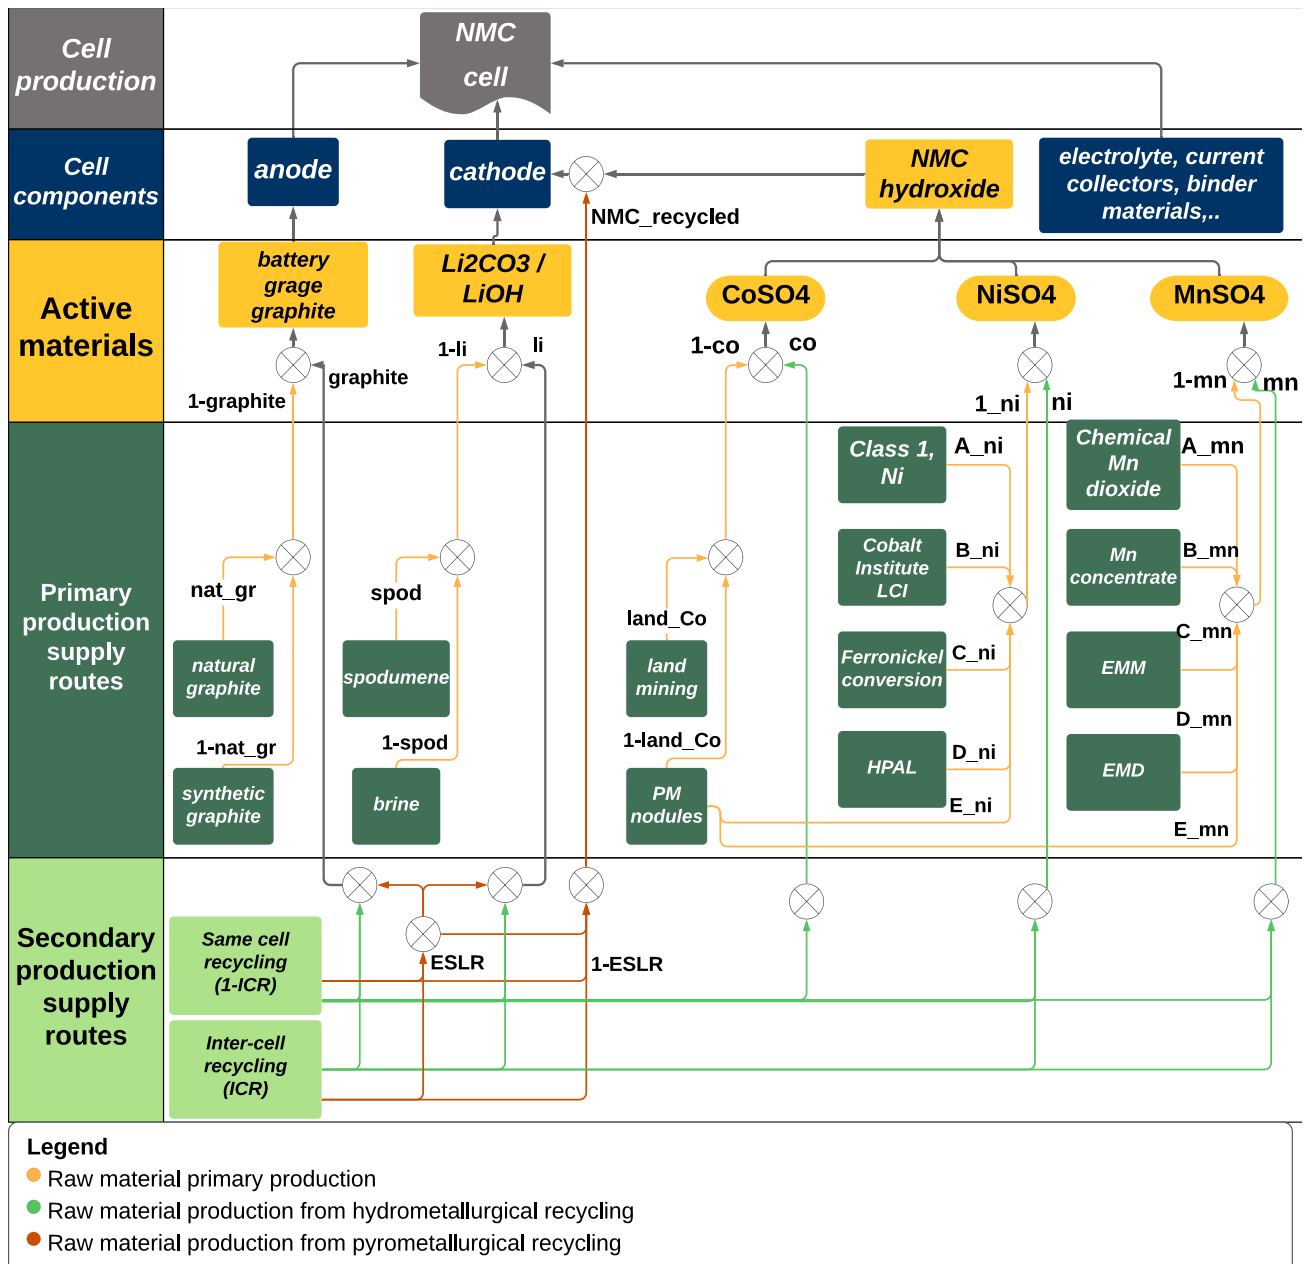 Cell
production
NMC
cell
Cell
components
anode
cathode
NMC
hydroxide
electrolyte, current
collectors, binder
materials,..
NMC_recycled
Active
materials
battery
grage
graphite
Li2CO3 /
LiOH
CoSO4
NiSO4
MnSO4
1-li
li
1-co
co
graphite
1-graphite
1_ni
ni
1-mn
mn
Primary
production
supply
routes
Class 1,
Ni
A_ni
Chemical
Mn
dioxide
A_mn
Cobalt
Institute
LCI
B_ni
Mn
concentrate
B_mn
nat_gr
spod
land_Co
natural
graphite
spodumene
land
mining
Ferronickel
conversion
C_ni
EMM
C_mn
1-nat_gr
1-spod
1-land_Co
D_mn
synthetic
graphite
brine
PM
nodules
HPAL
D_ni
EMD
E_ni
E_mn
Secondary
production
supply
routes
Same cell
recycling
(1-ICR)
ESLR
1-ESLR
Inter-cell
recycling
(ICR)
Legend
Raw material primary production
Raw material production from hydrometallurgical recycling
Raw material production from pyrometallurgical recycling